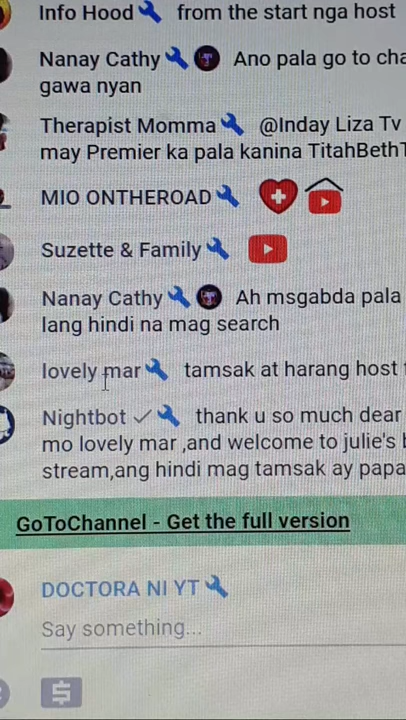 Info Hood from the start nga host
Nanay Cathy Ano pala go to cha
gawa nyan
Therapist Momma @Inday Liza Tv
may Premier ka pala kanina TitahBethT
MIO ONTHEROAD
Suzette & Family
Nanay Cathy Ah msgabda pala
lang hindi na mag search
lovely mar tamsak at harang host
Nightbot thank u so much dear
mo lovely mar ,and welcome to julie's b
stream,ang hindi mag tamsak ay papa
GoToChannel - Get the full version
DOCTORA NI YT
Say something...